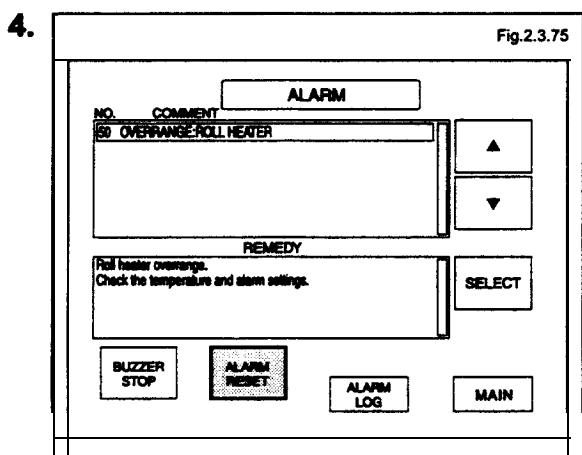 4.
Fig.2.3.75
ALARM
NO. COMMENT
50 OVERRANGE:ROLL HEATER
▲
▼
REMEDY
Roll heater overrange.
Check the temperature and alarm settings.
SELECT
BUZZER
STOP
ALARM
RESET
ALARM
LOG
MAIN